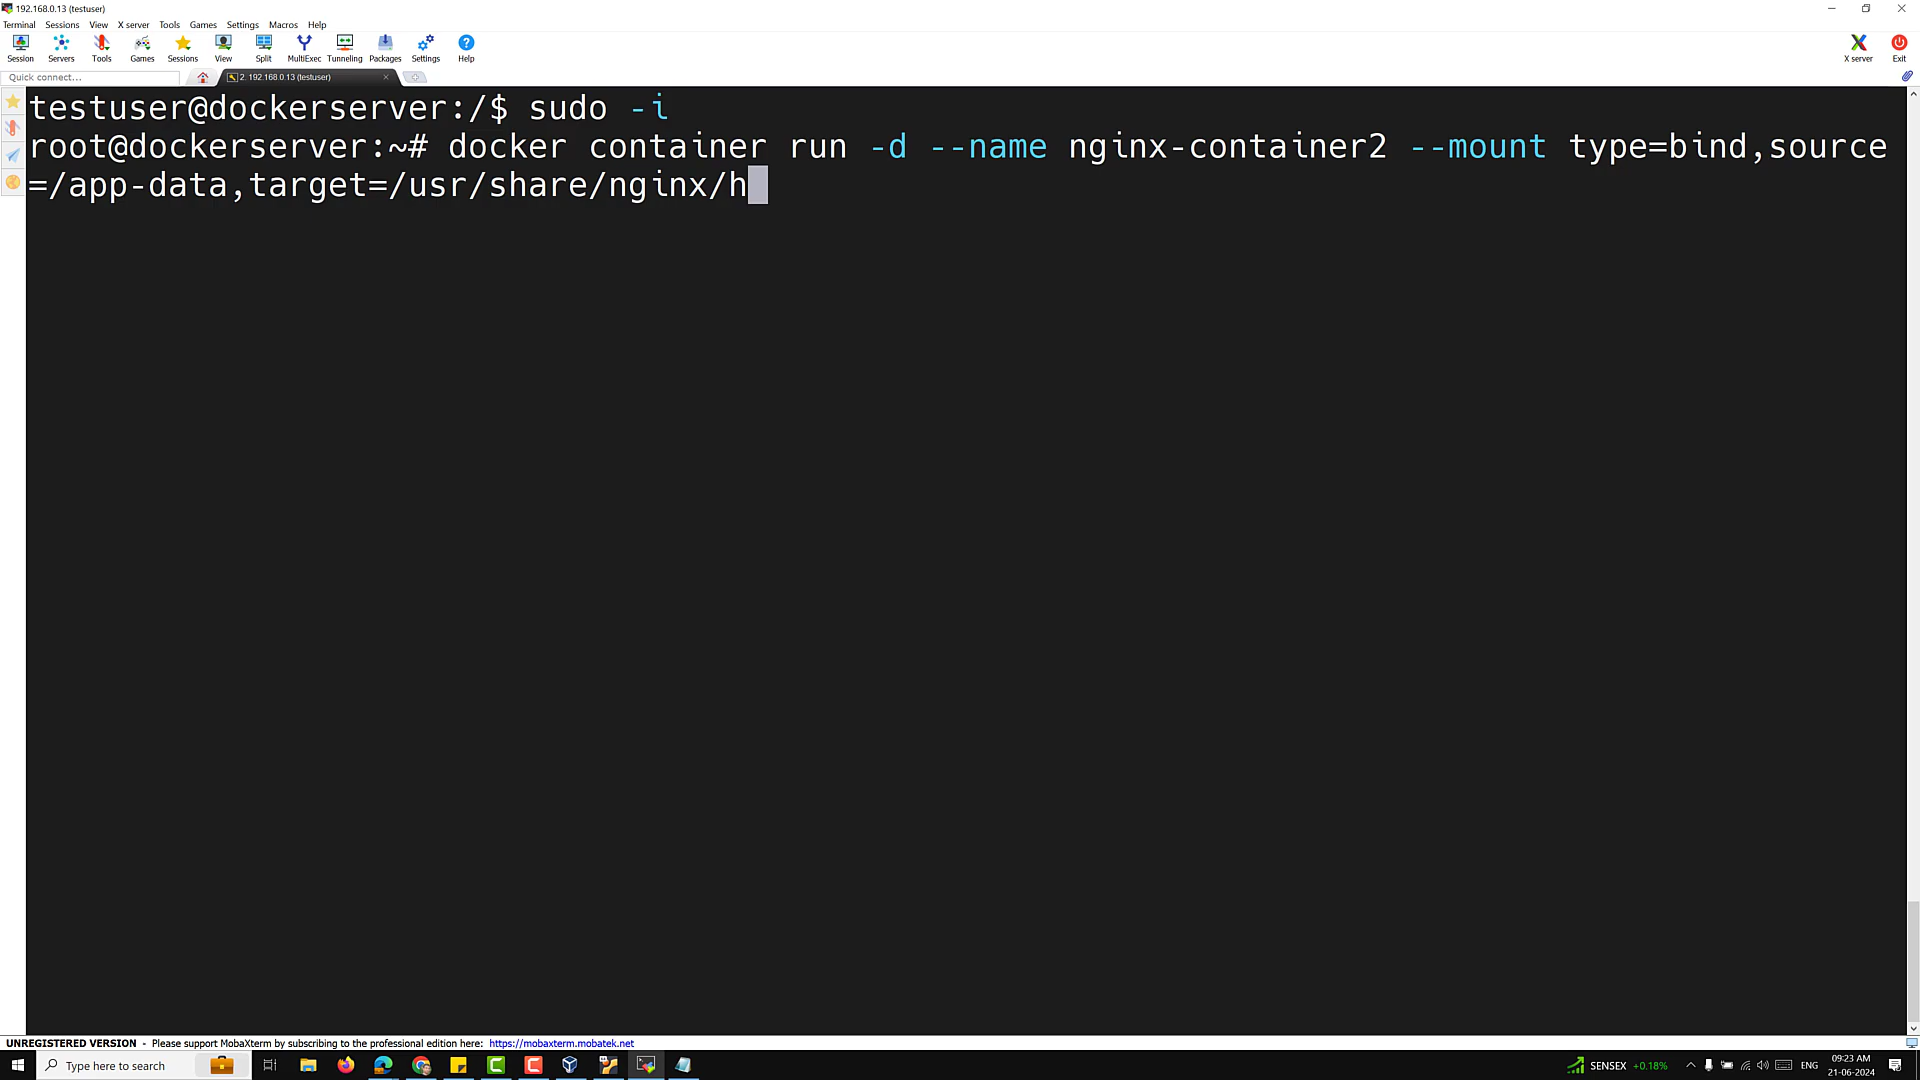 192.168.0.13 (testuser)
Terminal Sessions View X server Tools Games Settings Macros Help
Session Servers Tools Games Sessions View Split MultiExec Tunneling Packages Settings Help X server Exit
Quick connect... 2. 192.168.0.13 (testuser)
testuser@dockerserver:/$ sudo -i
root@dockerserver:~# docker container run -d --name nginx-container2 --mount type=bind,source
=/app-data,target=/usr/share/nginx/h
UNREGISTERED VERSION - Please support MobaXterm by subscribing to the professional edition here: https://mobaxterm.mobatek.net
Type here to search SENSEX +0.18% ENG 09:23 AM
21-06-2024